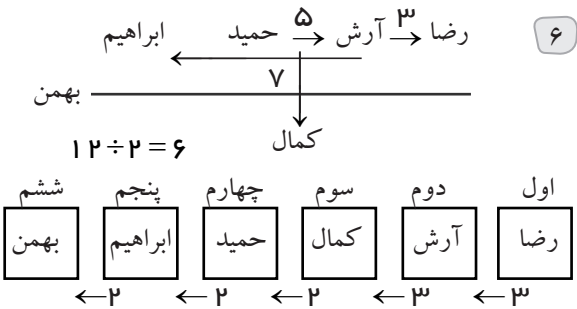 ۶
رضا ۳ آرش ۵ حمید ابراهیم
۷
بهمن
کمال
۱۲ ÷ ۲ = ۶
اول دوم سوم چهارم پنجم ششم
رضا آرش کمال حمید ابراهیم بهمن
۳ ۳ ۲ ۲ ۲